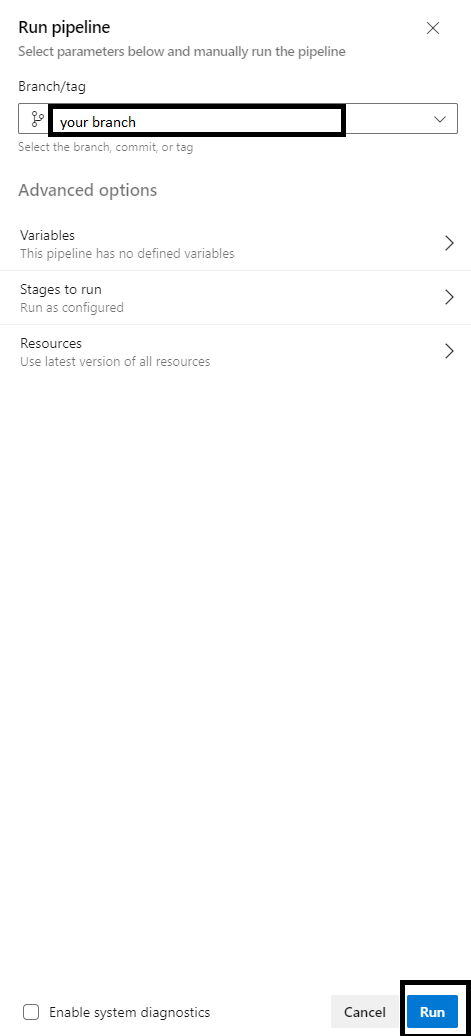 Run pipeline
Select parameters below and manually run the pipeline
Branch/tag
your branch
Select the branch, commit, or tag
Advanced options
Variables
This pipeline has no defined variables
Stages to run
Run as configured
Resources
Use latest version of all resources
Enable system diagnostics Cancel Run